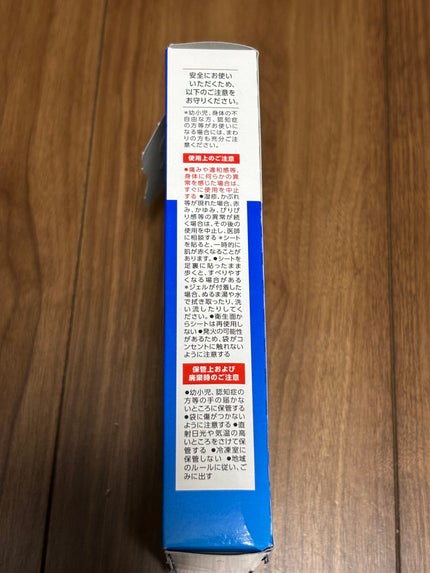 安全にお使い
いただくため、
以下のご注意を
お守りください。
＊幼小児、身体の不
自由な方、認知症
の方等がお使いに
なる場合には、まわ
りの方も充分ご注
意ください。
使用上のご注意
●痛みや違和感等、
身体に何らかの異
常を感じた場合は、
すぐに使用を中止
する ●湿疹、かぶれ
等が現れた場合、赤
み、かゆみ、ぴりぴ
り感等の異常が続
く場合は、その後の
使用を中止し、医師
に相談する ＊シート
を貼ると、一時的に
肌が赤くなることが
あります。●シートを
足裏に貼ったまま
歩くと、すべりやす
くなる場合がある
＊ジェルが付着した
場合、ぬるま湯や水
で拭き取ったり、洗
い流したりしてく
ださい。●衛生面か
らシートは再使用し
ない ●発火の可能性
があるため、袋がコ
ンセントに触れない
ように注意する
保管上および
廃棄時のご注意
●幼小児、認知症の
方等の手の届かな
いところに保管する
●袋に傷がつかない
ように注意する ●直
射日光や気温の高
いところをさけて保
管する ●冷凍室に
保管しない ●地域
のルールに従い、ご
みに出す